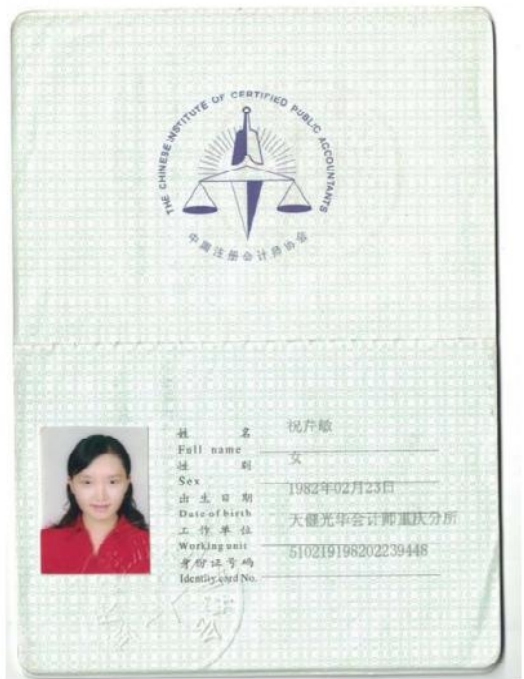 THE CHINESE INSTITUTE OF CERTIFIED PUBLIC ACCOUNTANTS
中国注册会计师协会
姓 名 祝芹敏
Full name
性 别 女
Sex
出生日期 1982年02月23日
Date of birth
工作单位 天健光华会计师重庆分所
Working unit
身份证号码 510219198202239448
Identity card No.